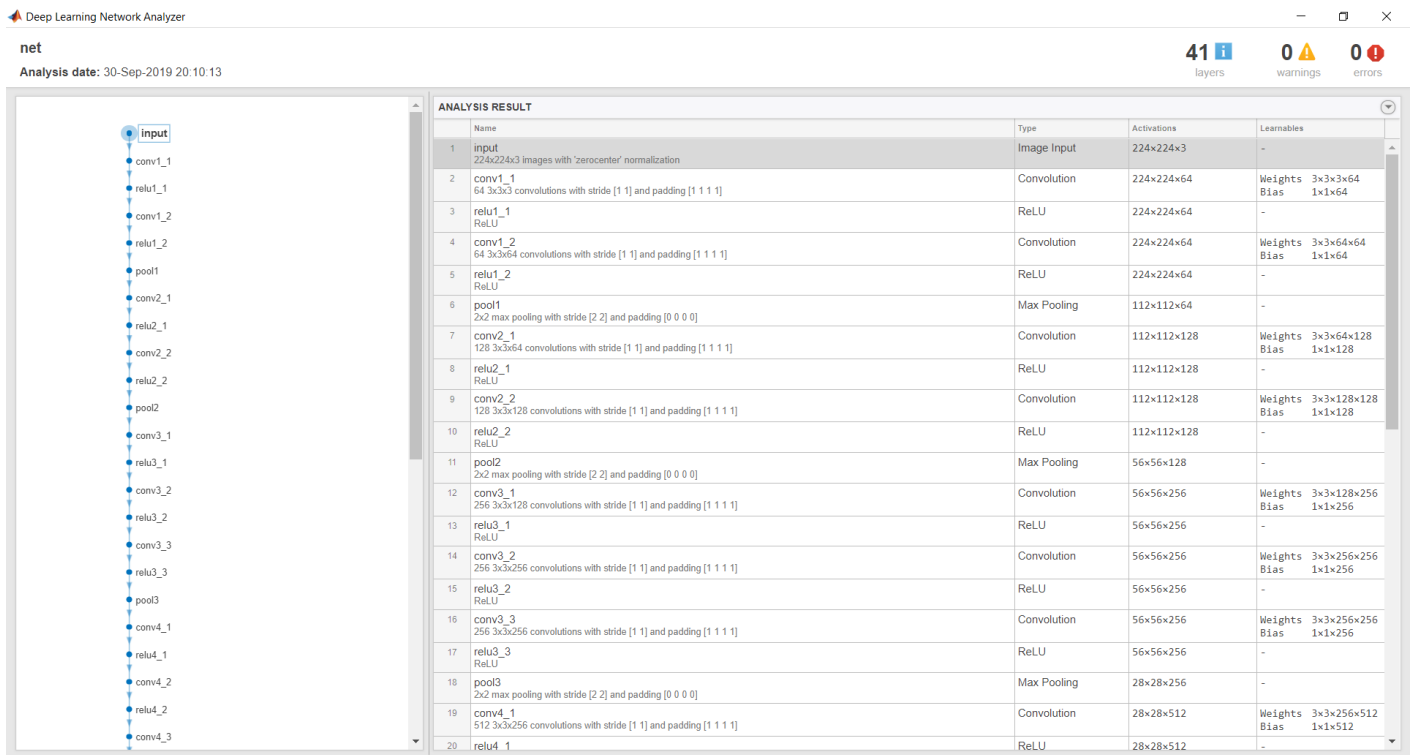 Deep Learning Network Analyzer
net
Analysis date: 30-Sep-2019 20:10:13
41 i
layers
0
warnings
0
errors
input
conv1_1
relu1_1
conv1_2
relu1_2
pool1
conv2_1
relu2_1
conv2_2
relu2_2
pool2
conv3_1
relu3_1
conv3_2
relu3_2
conv3_3
relu3_3
pool3
conv4_1
relu4_1
conv4_2
relu4_2
conv4_3
ANALYSIS RESULT
Name Type Activations Learnables
1 input Image Input 224×224×3 -
224x224x3 images with 'zerocenter' normalization
2 conv1_1 Convolution 224×224×64 Weights 3×3×3×64
64 3x3x3 convolutions with stride [1 1] and padding [1 1 1 1] Bias 1×1×64
3 relu1_1 ReLU 224×224×64 -
ReLU
4 conv1_2 Convolution 224×224×64 Weights 3×3×64×64
64 3x3x64 convolutions with stride [1 1] and padding [1 1 1 1] Bias 1×1×64
5 relu1_2 ReLU 224×224×64 -
ReLU
6 pool1 Max Pooling 112×112×64 -
2x2 max pooling with stride [2 2] and padding [0 0 0 0]
7 conv2_1 Convolution 112×112×128 Weights 3×3×64×128
128 3x3x64 convolutions with stride [1 1] and padding [1 1 1 1] Bias 1×1×128
8 relu2_1 ReLU 112×112×128 -
ReLU
9 conv2_2 Convolution 112×112×128 Weights 3×3×128×128
128 3x3x128 convolutions with stride [1 1] and padding [1 1 1 1] Bias 1×1×128
10 relu2_2 ReLU 112×112×128 -
ReLU
11 pool2 Max Pooling 56×56×128 -
2x2 max pooling with stride [2 2] and padding [0 0 0 0]
12 conv3_1 Convolution 56×56×256 Weights 3×3×128×256
256 3x3x128 convolutions with stride [1 1] and padding [1 1 1 1] Bias 1×1×256
13 relu3_1 ReLU 56×56×256 -
ReLU
14 conv3_2 Convolution 56×56×256 Weights 3×3×256×256
256 3x3x256 convolutions with stride [1 1] and padding [1 1 1 1] Bias 1×1×256
15 relu3_2 ReLU 56×56×256 -
ReLU
16 conv3_3 Convolution 56×56×256 Weights 3×3×256×256
256 3x3x256 convolutions with stride [1 1] and padding [1 1 1 1] Bias 1×1×256
17 relu3_3 ReLU 56×56×256 -
ReLU
18 pool3 Max Pooling 28×28×256 -
2x2 max pooling with stride [2 2] and padding [0 0 0 0]
19 conv4_1 Convolution 28×28×512 Weights 3×3×256×512
512 3x3x256 convolutions with stride [1 1] and padding [1 1 1 1] Bias 1×1×512
20 relu4_1 ReLU 28×28×512 -